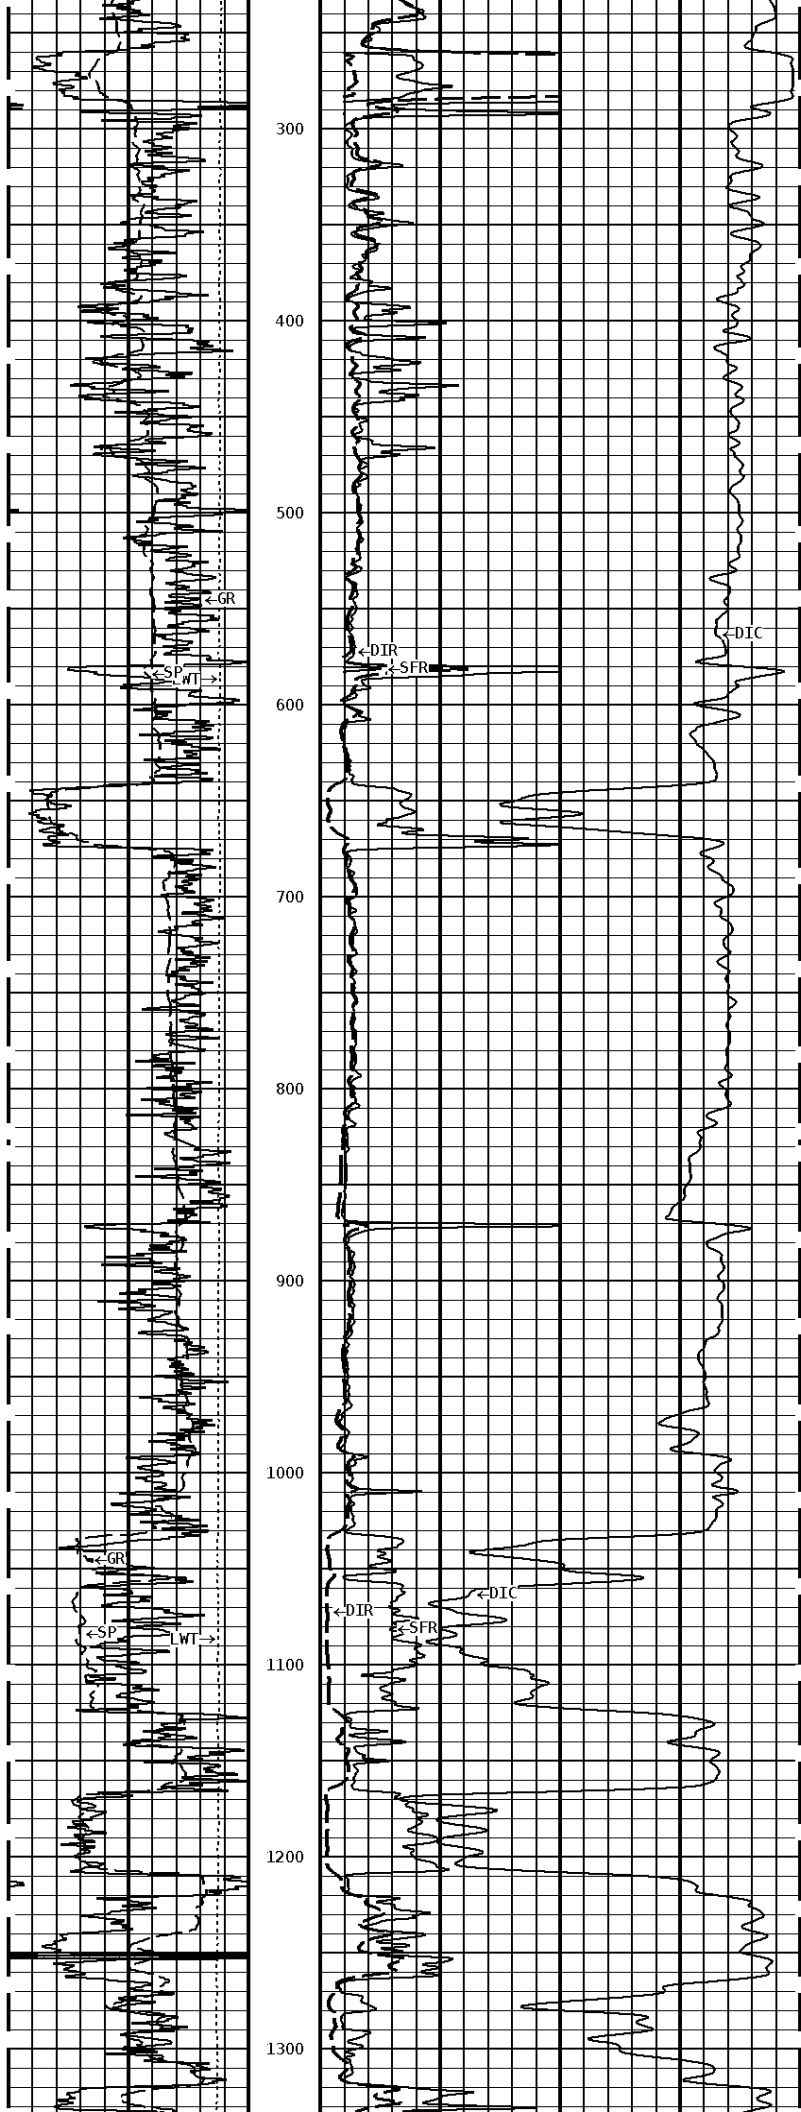 300
400
500
←GR
←DIC
←DIR
←SFR
←SP
LWT→
600
700
800
900
1000
←GR
←DIC
←DIR
←SFR
←SP
LWT→
1100
1200
1300